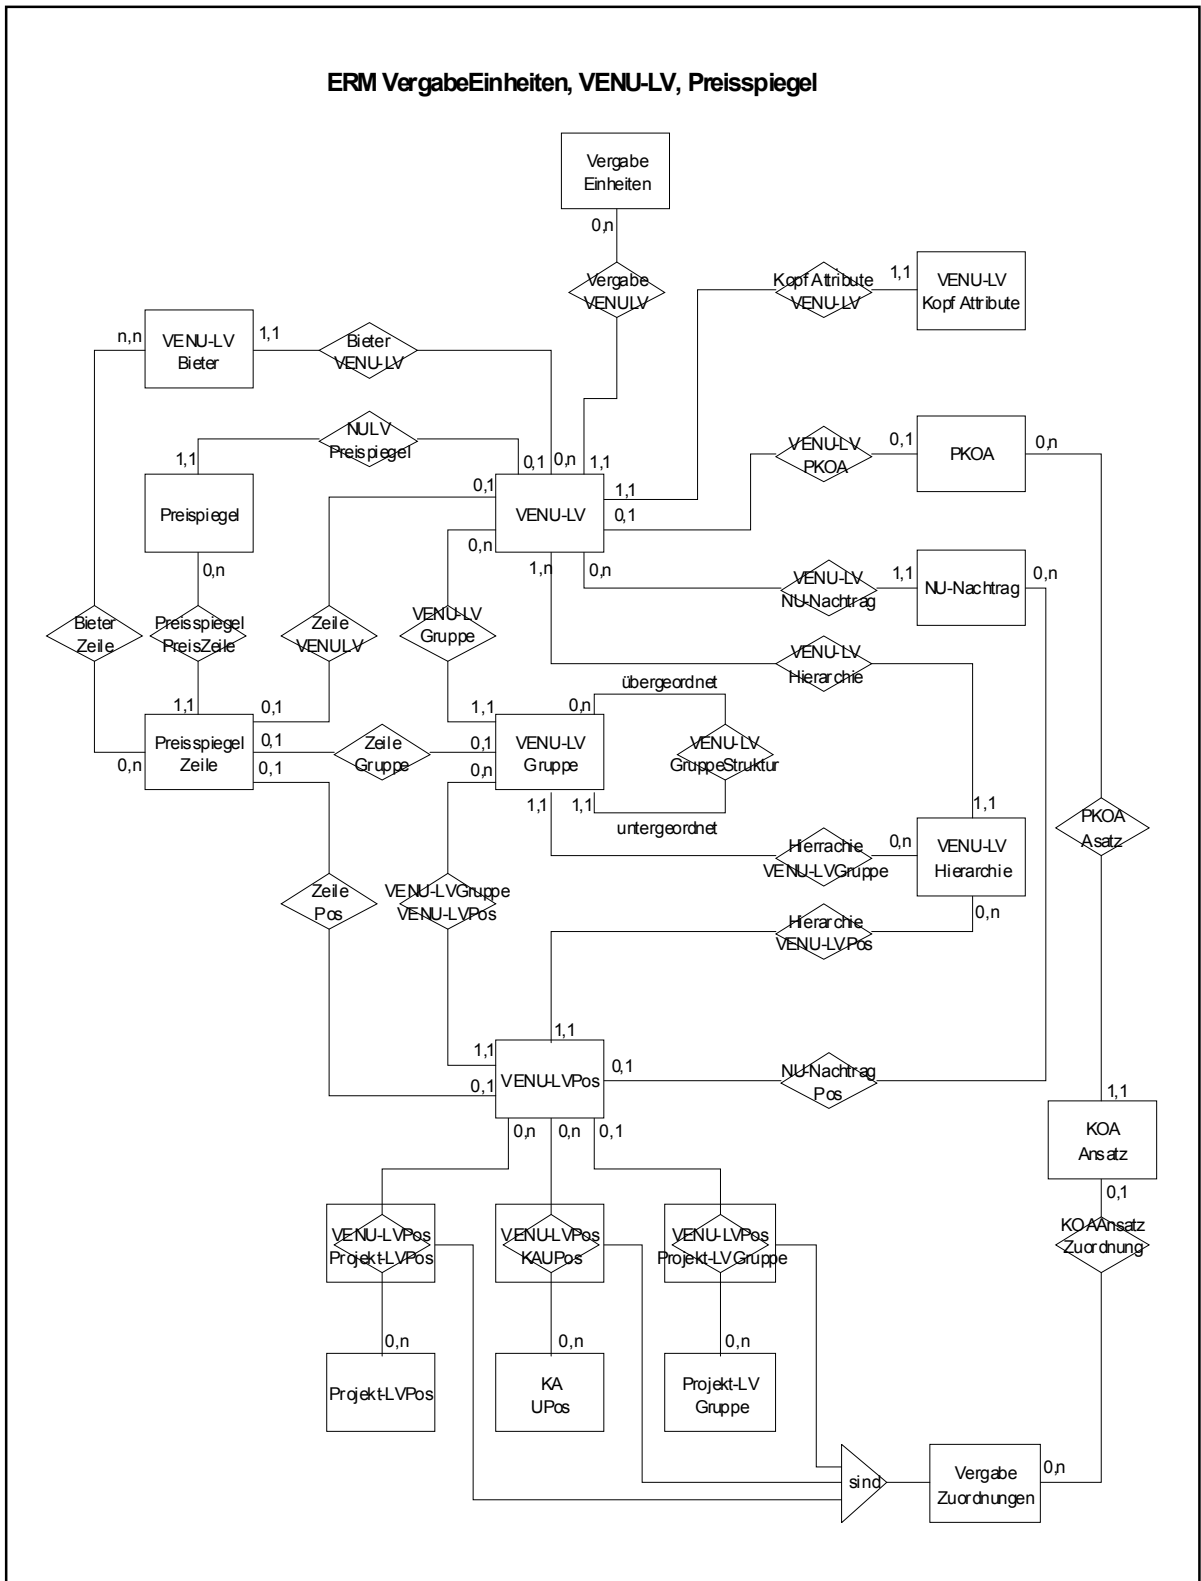 ERM VergabeEinheiten, VENU-LV, Preisspiegel
Vergabe
Einheiten
0,n
Vergabe
VENULV
Kopf Attribute
VENU-LV
1,1
VENU-LV
Kopf Attribute
n,n
VENU-LV
Bieter
1,1
Bieter
VENU-LV
NULV
Preispiegel
VENU-LV
PKOA
0,1
PKOA
0,n
1,1
0,1
0,n
1,1
Preispiegel
0,1
VENU-LV
1,1
0,1
0,n
1,n
0,n
0,n
VENU-LV
NU-Nachtrag
1,1
NU-Nachtrag
0,n
Bieter
Zeile
Preisspiegel
PreisZeile
Zeile
VENULV
VENU-LV
Gruppe
VENU-LV
Hierarchie
übergeordnet
1,1
0,1
1,1
0,n
Preisspiegel
Zeile
0,n
0,1
0,1
Zeile
Gruppe
0,1
0,n
VENU-LV
Gruppe
VENU-LV
GruppeStruktur
1,1
1,1
untergeordnet
1,1
PKOA
Asatz
Hierrachie
VENU-LVGruppe
0,n
VENU-LV
Hierarchie
0,n
Zeile
Pos
VENU-LVGruppe
VENU-LVPos
Hierarchie
VENU-LVPos
1,1
1,1
0,1
VENU-LVPos
0,1
NU-Nachtrag
Pos
1,1
KOA
Ansatz
0,1
0,n
0,n
0,1
VENU-LVPos
Projekt-LVPos
VENU-LVPos
KAUPos
VENU-LVPos
Projekt-LVGruppe
KOAAnsatz
Zuordnung
0,n
0,n
0,n
Projekt-LVPos
KA
UPos
Projekt-LV
Gruppe
sind
Vergabe
Zuordnungen
0,n